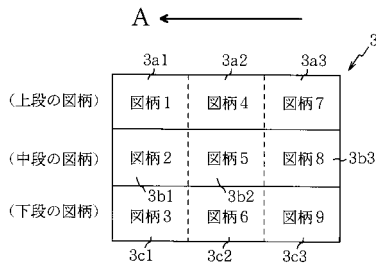 A
3
3a1 3a2 3a3
(上段の図柄) 図柄1 図柄4 図柄7
(中段の図柄) 図柄2 図柄5 図柄8 3b3
3b1 3b2
(下段の図柄) 図柄3 図柄6 図柄9
3c1 3c2 3c3